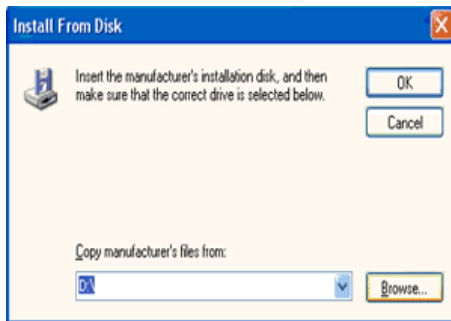 Install From Disk
Insert the manufacturer's installation disk, and then
make sure that the correct drive is selected below.
OK
Cancel
Copy manufacturer's files from:
D:\
Browse...